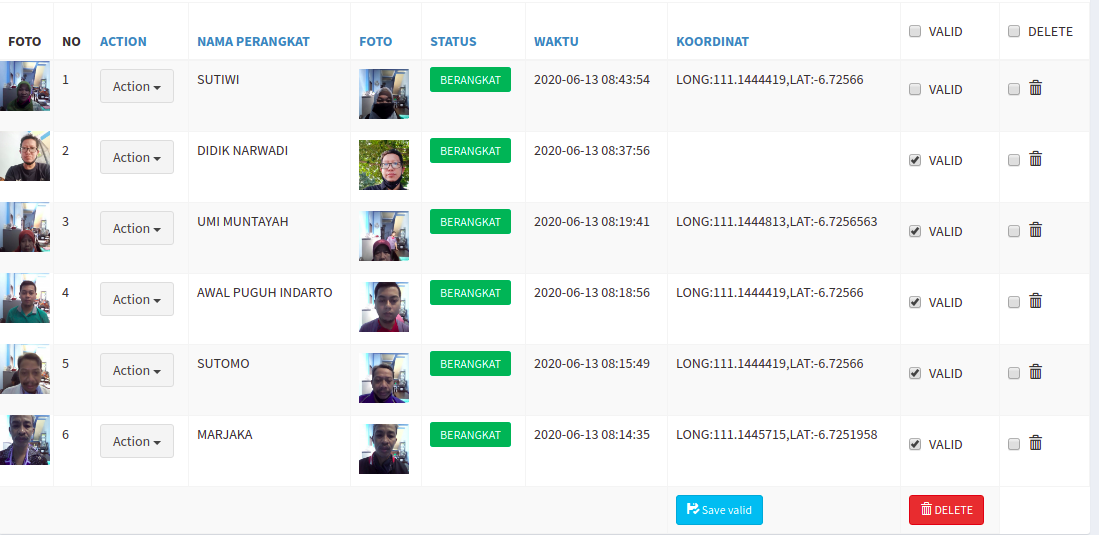 FOTO NO ACTION NAMA PERANGKAT FOTO STATUS WAKTU KOORDINAT VALID DELETE
1 Action SUTIWI BERANGKAT 2020-06-13 08:43:54 LONG:111.1444419,LAT:-6.72566 VALID
2 Action DIDIK NARWADI BERANGKAT 2020-06-13 08:37:56 VALID
3 Action UMI MUNTAYAH BERANGKAT 2020-06-13 08:19:41 LONG:111.1444813,LAT:-6.7256563 VALID
4 Action AWAL PUGUH INDARTO BERANGKAT 2020-06-13 08:18:56 LONG:111.1444419,LAT:-6.72566 VALID
5 Action SUTOMO BERANGKAT 2020-06-13 08:15:49 LONG:111.1444419,LAT:-6.72566 VALID
6 Action MARJAKA BERANGKAT 2020-06-13 08:14:35 LONG:111.1445715,LAT:-6.7251958 VALID
Save valid DELETE